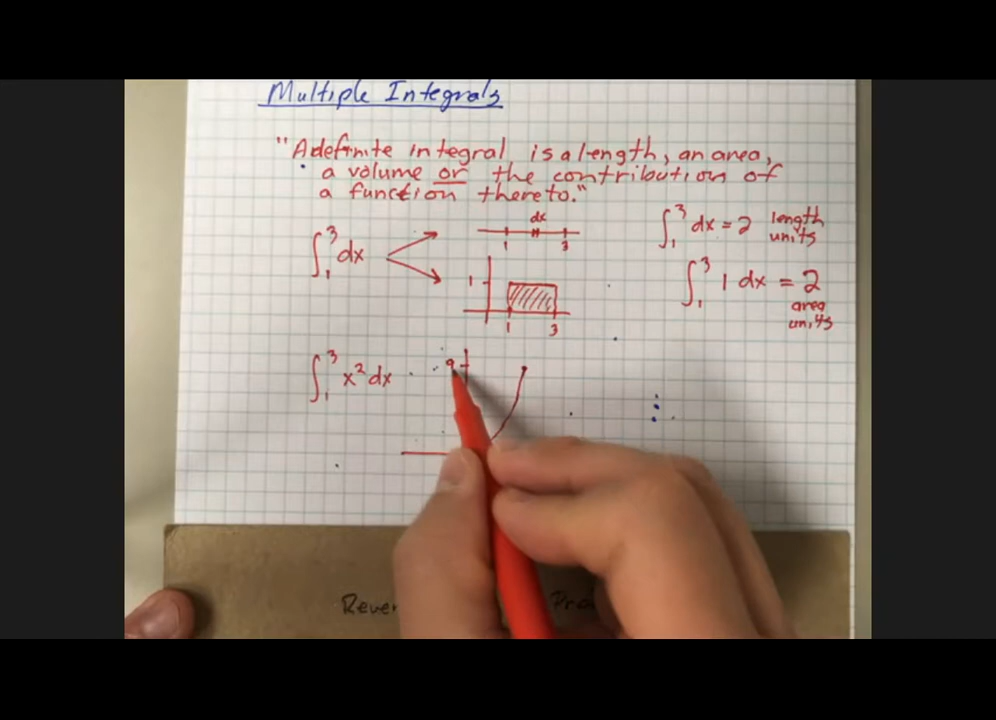 Multiple Integrals
"A definite integral is a length, an area,
a volume or the contribution of
a function thereto."
∫₁³ dx
dx
1 3
1
1 3
∫₁³ dx = 2 length units
∫₁³ 1 dx = 2
area
units
∫₁³ x² dx
9